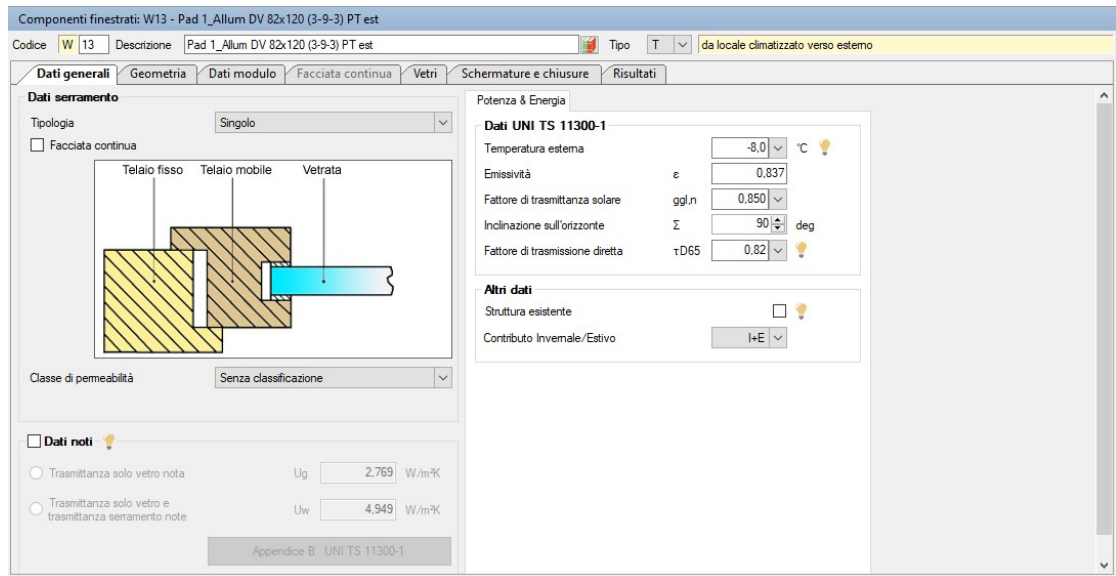 Componenti finestrati: W13 - Pad 1_Allum DV 82x120 (3-9-3) PT est
Codice W 13 Descrizione Pad 1_Allum DV 82x120 (3-9-3) PT est Tipo T da locale climatizzato verso esterno
Dati generali Geometria Dati modulo Facciata continua Vetri Schermature e chiusure Risultati
Dati serramento
Tipologia Singolo
Facciata continua
Telaio fisso Telaio mobile Vetrata
Classe di permeabilità Senza classificazione
Dati noti
Trasmittanza solo vetro nota Ug 2,769 W/m²K
Trasmittanza solo vetro e
trasmittanza serramento note Uw 4,949 W/m²K
Appendice B UNI TS 11300-1
Potenza & Energia
Dati UNI TS 11300-1
Temperatura esterna -8,0 °C
Emissività ε 0,837
Fattore di trasmittanza solare ggl,n 0,850
Inclinazione sull'orizzonte Σ 90 deg
Fattore di trasmissione diretta τD65 0,82
Altri dati
Struttura esistente
Contributo Invernale/Estivo I+E